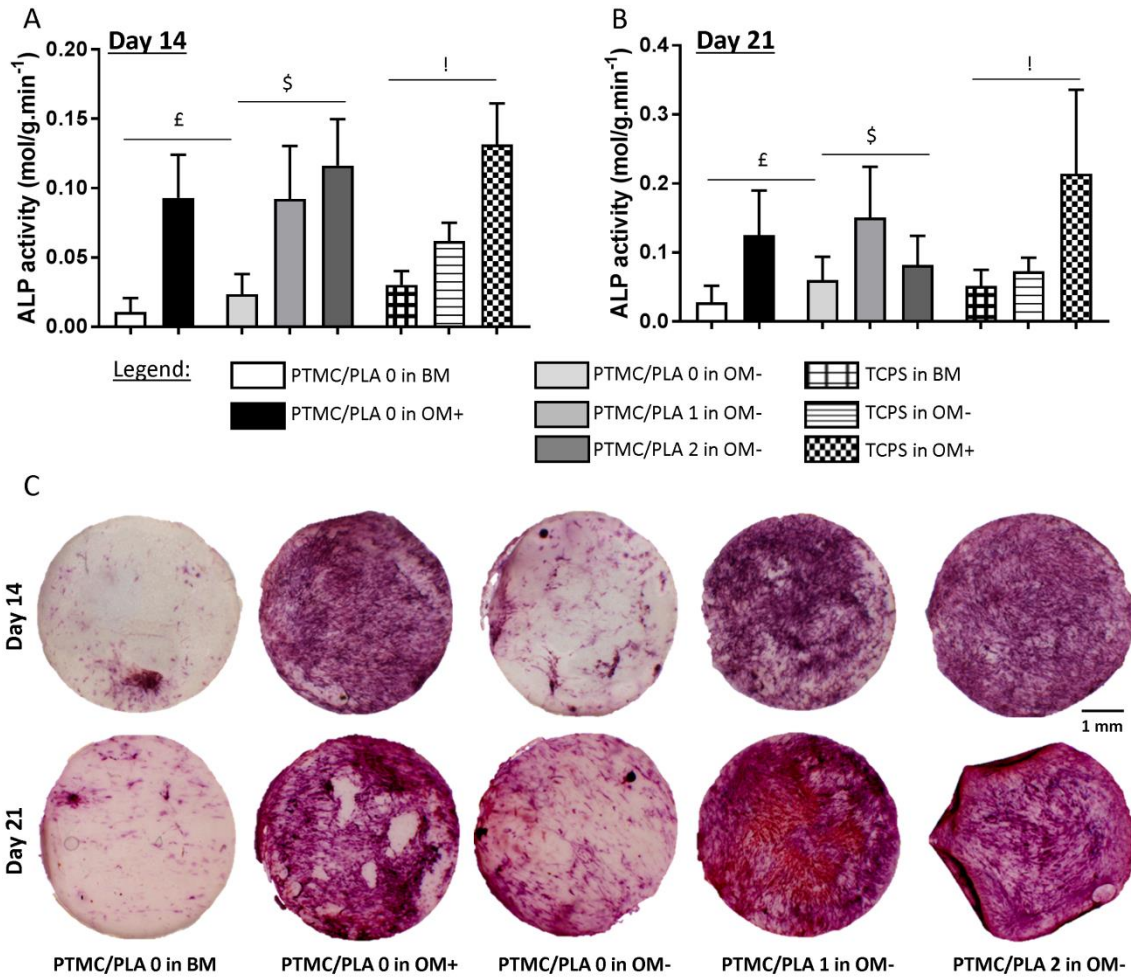 A
Day 14
ALP activity (mol/g.min-1)
0.20
0.15
0.10
0.05
0.00
£
$
!
B
Day 21
ALP activity (mol/g.min-1)
0.4
0.3
0.2
0.1
0.0
£
$
!
Legend:
PTMC/PLA 0 in BM
PTMC/PLA 0 in OM+
PTMC/PLA 0 in OM-
PTMC/PLA 1 in OM-
PTMC/PLA 2 in OM-
TCPS in BM
TCPS in OM-
TCPS in OM+
C
Day 14
1 mm
Day 21
PTMC/PLA 0 in BM
PTMC/PLA 0 in OM+
PTMC/PLA 0 in OM-
PTMC/PLA 1 in OM-
PTMC/PLA 2 in OM-